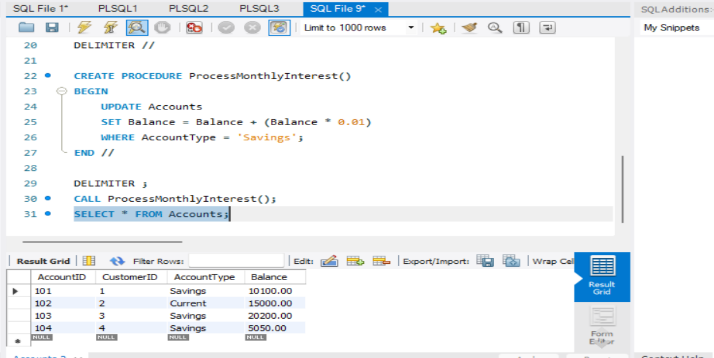 SQL File 1* PLSQL1 PLSQL2 PLSQL3 SQL File 9* × SQLAdditions:
Limit to 1000 rows My Snippets
20 DELIMITER //
21
22 CREATE PROCEDURE ProcessMonthlyInterest()
23 BEGIN
24 UPDATE Accounts
25 SET Balance = Balance + (Balance * 0.01)
26 WHERE AccountType = 'Savings';
27 END //
28
29 DELIMITER ;
30 CALL ProcessMonthlyInterest();
31 SELECT * FROM Accounts;
Result Grid Filter Rows: Edit: Export/Import: Wrap Cel
AccountID CustomerID AccountType Balance
101 1 Savings 10100.00
102 2 Current 15000.00
103 3 Savings 20200.00
104 4 Savings 5050.00
NULL NULL NULL NULL
Result
Grid
Form
Editor